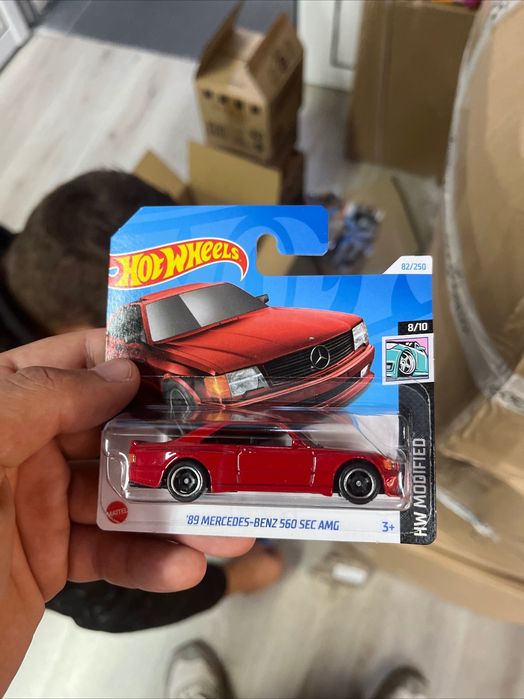 HOT WHEELS
82/250
8/10
HW MODIFIED
MATTEL
'89 MERCEDES-BENZ 560 SEC AMG
3+